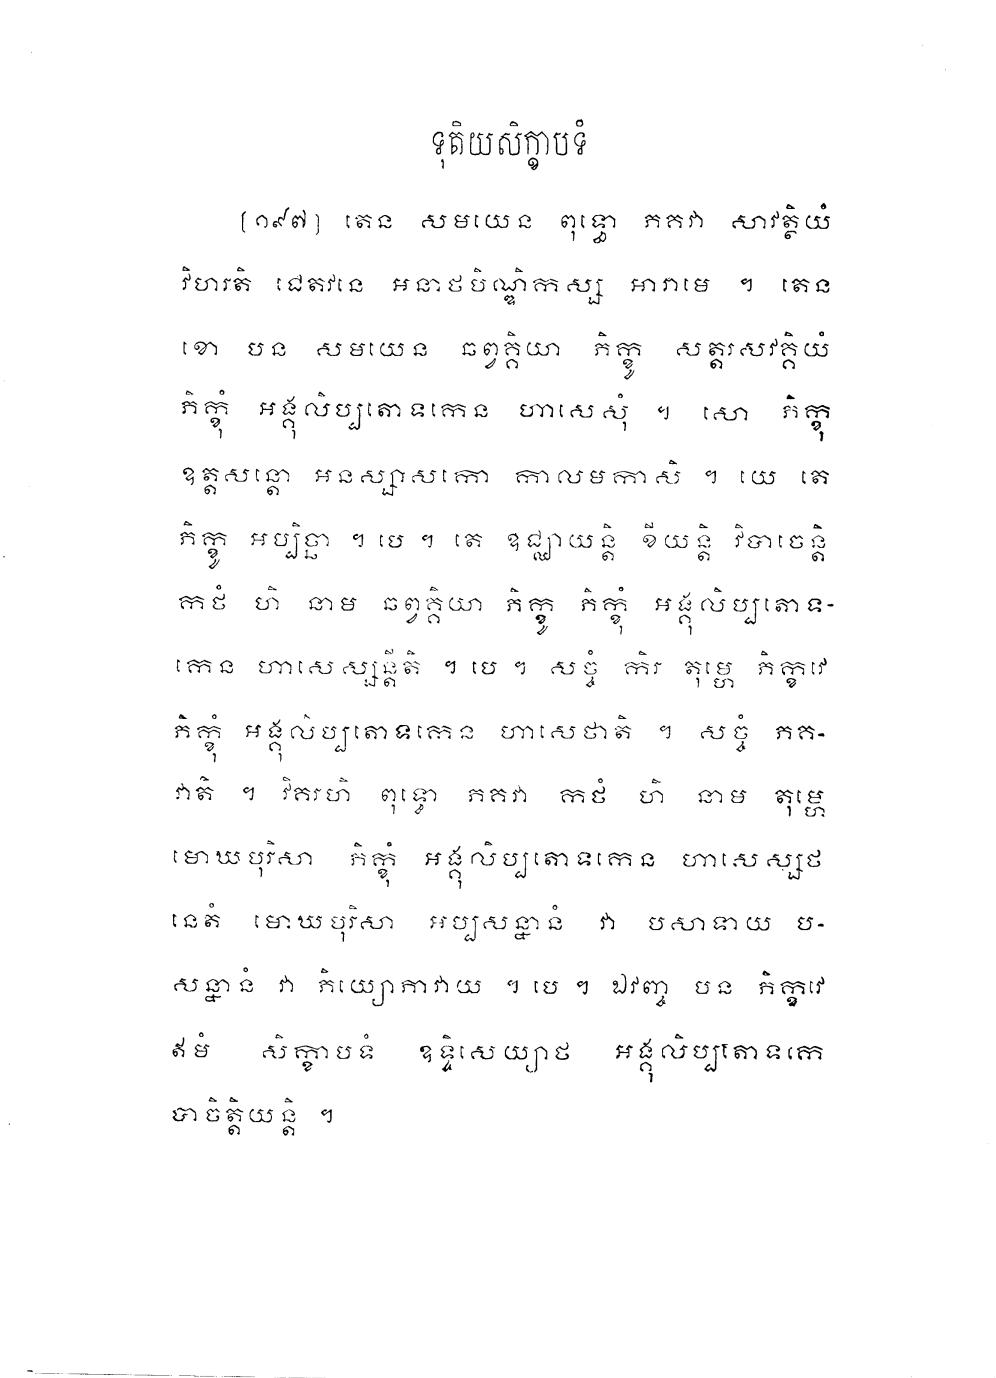 ទុតិយសិក្ខាបទំ
[១៩៧] តេន សមយេន ពុទ្ធោ ភគវា សាវត្ថិយំ
វិហរតិ ជេតវនេ អនាថបិណ្ឌិកស្ស អារាមេ ។ តេន
ខោ បន សមយេន ឆព្វគ្គិយា ភិក្ខូ សត្តរសវគ្គិយំ
ភិក្ខុំ អង្គុលិប្បតោទកេន ហាសេសុំ ។ សោ ភិក្ខុ
ឧត្តសន្តោ អនស្សាសកោ កាលមកាសិ ។ យេ តេ
ភិក្ខូ អប្បិច្ឆា ។ បេ ។ តេ ឧជ្ឈាយន្តិ ខីយន្តិ វិបាចេន្តិ
កថំ ហិ នាម ឆព្វគ្គិយា ភិក្ខូ ភិក្ខុំ អង្គុលិប្បតោទ-
កេន ហាសេស្សន្តីតិ ។ បេ ។ សច្ចំ កិរ តុម្ហេ ភិក្ខវេ
ភិក្ខុំ អង្គុលិប្បតោទកេន ហាសេថាតិ ។ សច្ចំ ភគ-
វាតិ ។ វិគរហិ ពុទ្ធោ ភគវា កថំ ហិ នាម តុម្ហេ
មោឃបុរិសា ភិក្ខុំ អង្គុលិប្បតោទកេន ហាសេស្សថ
នេតំ មោឃបុរិសា អប្បសន្នានំ វា បសាទាយ ប-
សន្នានំ វា ភិយ្យោភាវាយ ។ បេ ។ ឯវញ្ច បន ភិក្ខវេ
ឥមំ សិក្ខាបទំ ឧទ្ទិសេយ្យាថ អង្គុលិប្បតោទកេ
បាចិត្តិយន្តិ ។